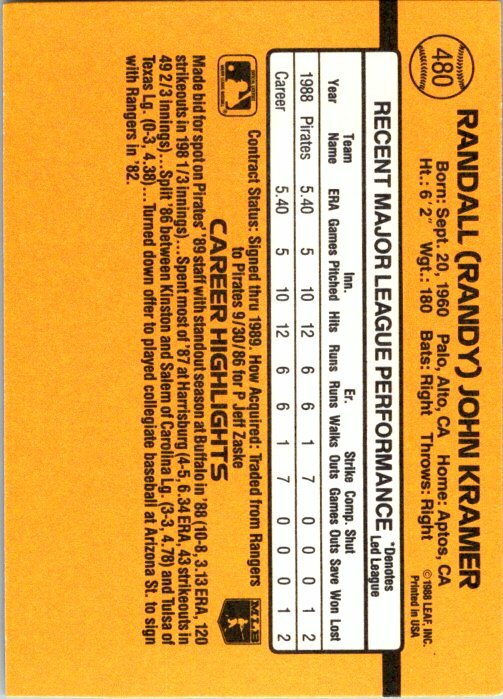 480
RANDALL (RANDY) JOHN KRAMER
Born: Sept. 20, 1960 Palo, Alto, CA Home: Aptos, CA
Ht.: 6'2" Wgt.: 180 Bats: Right Throws: Right
©1988 LEAF, INC.
Printed in USA
RECENT MAJOR LEAGUE PERFORMANCE
*Denotes
Led League
Team Inn. Er. Strike Comp. Shut
Year Name ERA Games Pitched Hits Runs Runs Walks Outs Games Outs Save Won Lost
1988 Pirates 5.40 5 10 12 6 6 1 7 0 0 0 1 2
Career 5.40 5 10 12 6 6 1 7 0 0 0 1 2
Contract Status: Signed thru 1989. How Acquired: Traded from Rangers
to Pirates 9/30/86 for P Jeff Zaske
MLB
CAREER HIGHLIGHTS
Made bid for spot on Pirates' '89 staff with standout season at Buffalo in '88 (10-8, 3.13 ERA, 120
strikeouts in 198 1/3 innings)...Spent most of '87 at Harrisburg (4-5, 6.34 ERA, 43 strikeouts in
49 2/3 innings)...Split '86 between Kinston and Salem of Carolina Lg. (3-3, 4.78) and Tulsa of
Texas Lg. (0-3, 4.38)...Turned down offer to played collegiate baseball at Arizona St. to sign
with Rangers in '82.